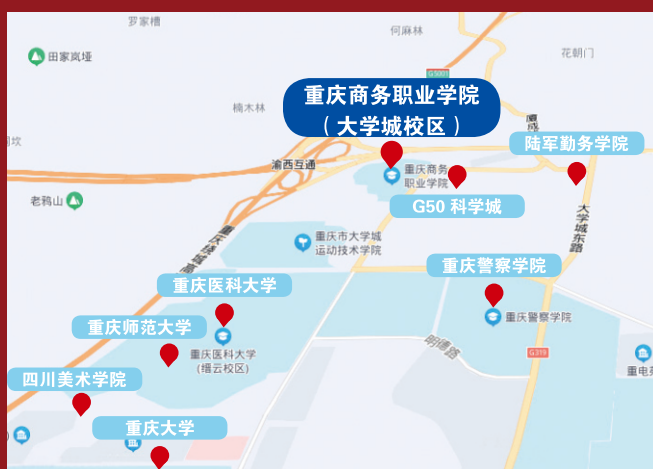 罗家槽
何麻林
田家岚垭
花朝门
G5001
重庆商务职业学院
（大学城校区）
楠木林
坎
陆军勤务学院
渝西互通
重庆商务
职业学院
G50 科学城
老鸦山
大学城东路
重庆绕城高
重庆市大学城
运动技术学院
重庆警察学院
重庆医科大学
重庆警察学院
重庆师范大学
明德路
G319
重庆医科大学
(缙云校区)
重电
四川美术学院
重庆大学